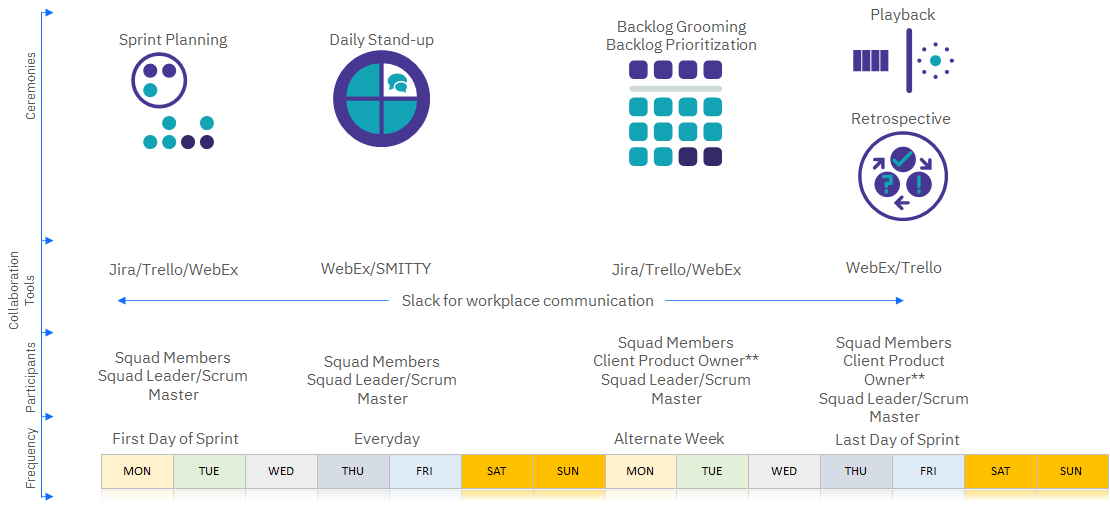 Ceremonies
Sprint Planning
Daily Stand-up
Backlog Grooming
Backlog Prioritization
Playback
Retrospective
?
!
Collaboration
Tools
Jira/Trello/WebEx
WebEx/SMITTY
Jira/Trello/WebEx
WebEx/Trello
Slack for workplace communication
Participants
Squad Members
Squad Leader/Scrum
Master
Squad Members
Squad Leader/Scrum
Master
Squad Members
Client Product Owner**
Squad Leader/Scrum
Master
Squad Members
Client Product
Owner**
Squad Leader/Scrum
Master
Frequency
First Day of Sprint
Everyday
Alternate Week
Last Day of Sprint
MON TUE WED THU FRI SAT SUN MON TUE WED THU FRI SAT SUN